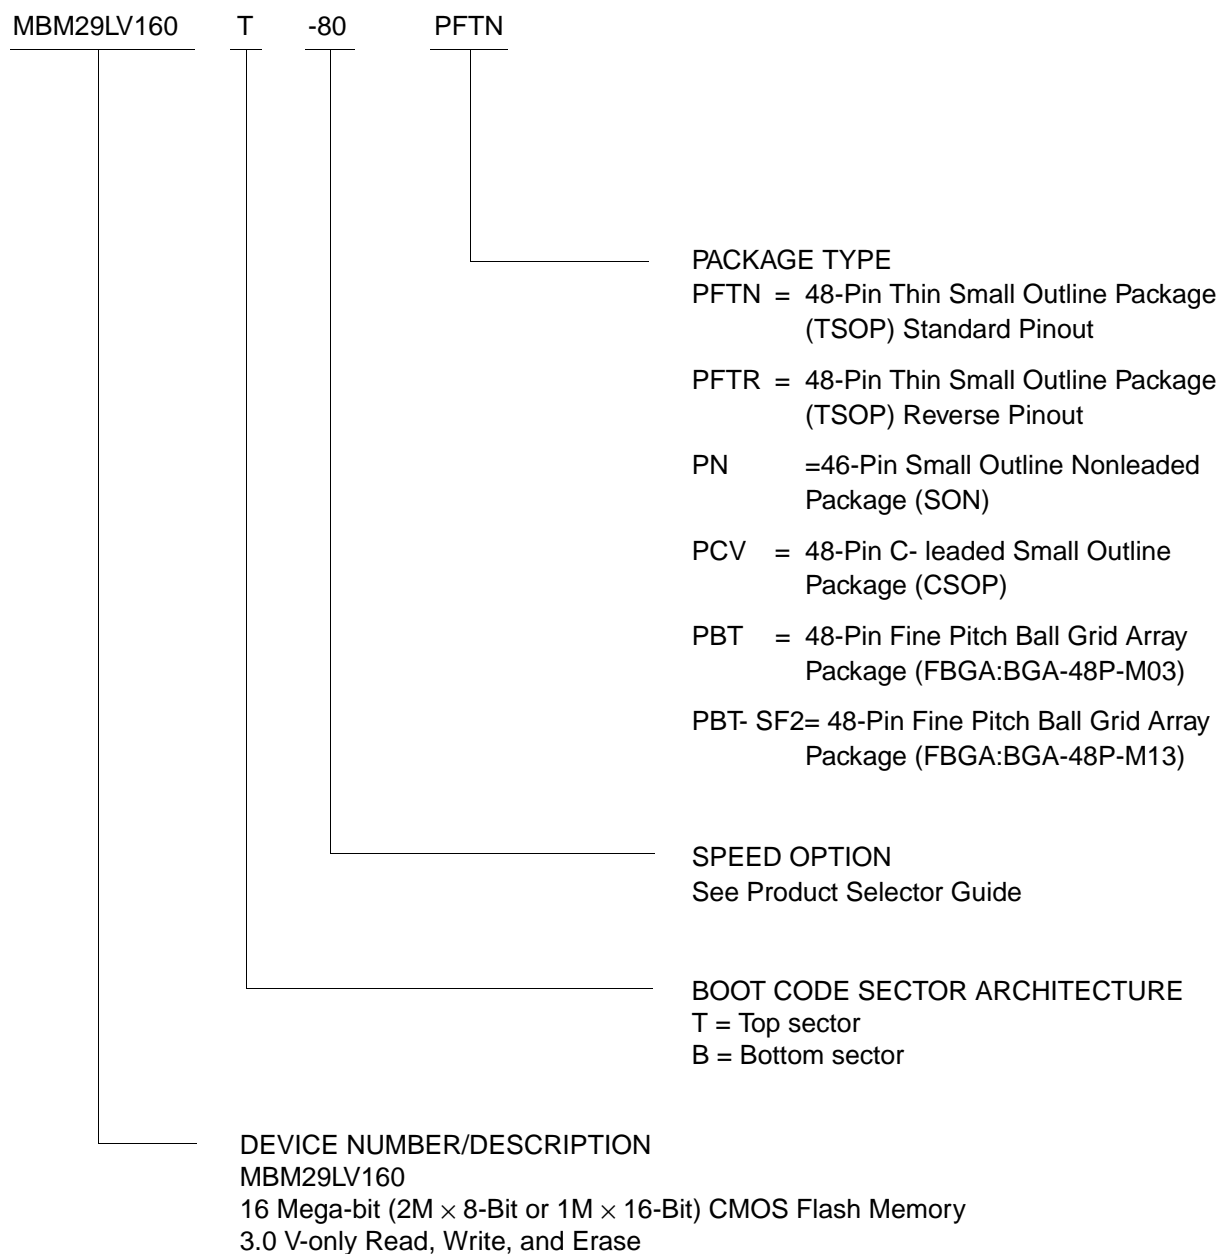 MBM29LV160 T -80 PFTN
PACKAGE TYPE
PFTN = 48-Pin Thin Small Outline Package
(TSOP) Standard Pinout
PFTR = 48-Pin Thin Small Outline Package
(TSOP) Reverse Pinout
PN =46-Pin Small Outline Nonleaded
Package (SON)
PCV = 48-Pin C- leaded Small Outline
Package (CSOP)
PBT = 48-Pin Fine Pitch Ball Grid Array
Package (FBGA:BGA-48P-M03)
PBT- SF2= 48-Pin Fine Pitch Ball Grid Array
Package (FBGA:BGA-48P-M13)
SPEED OPTION
See Product Selector Guide
BOOT CODE SECTOR ARCHITECTURE
T = Top sector
B = Bottom sector
DEVICE NUMBER/DESCRIPTION
MBM29LV160
16 Mega-bit (2M × 8-Bit or 1M × 16-Bit) CMOS Flash Memory
3.0 V-only Read, Write, and Erase